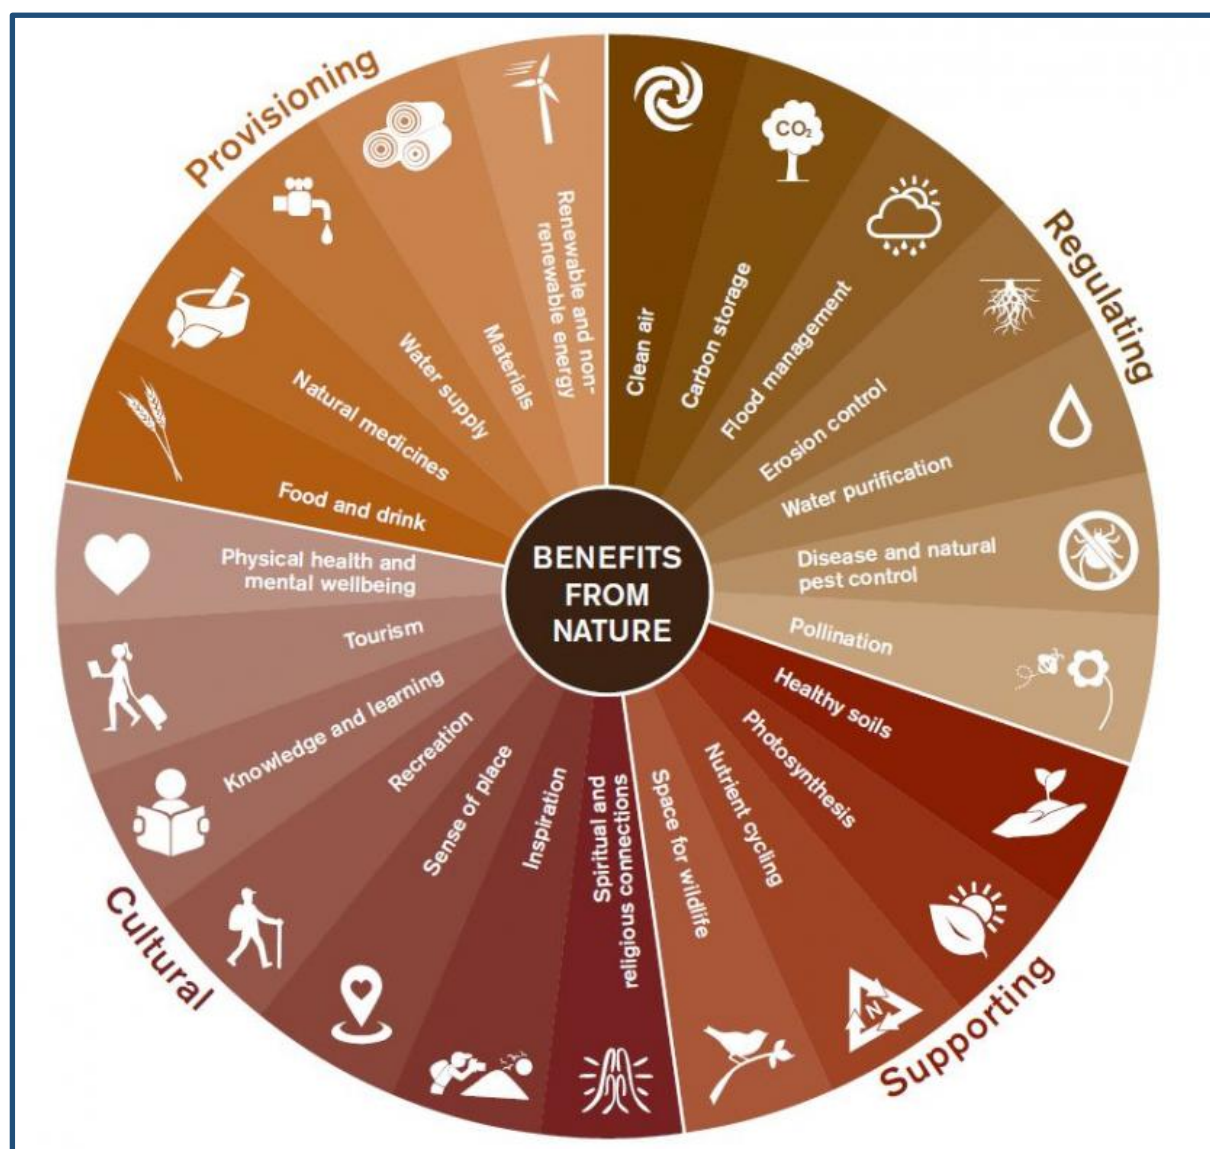 Provisioning
Renewable and non-
renewable energy
Materials
Water supply
Natural medicines
Food and drink
Regulating
Clean air
CO₂
Carbon storage
Flood management
Erosion control
Water purification
Disease and natural
pest control
Pollination
BENEFITS
FROM
NATURE
Supporting
Healthy soils
Photosynthesis
Nutrient cycling
N
Space for wildlife
Cultural
Physical health and
mental wellbeing
Tourism
Knowledge and learning
Recreation
Sense of place
Inspiration
Spiritual and
religious connections